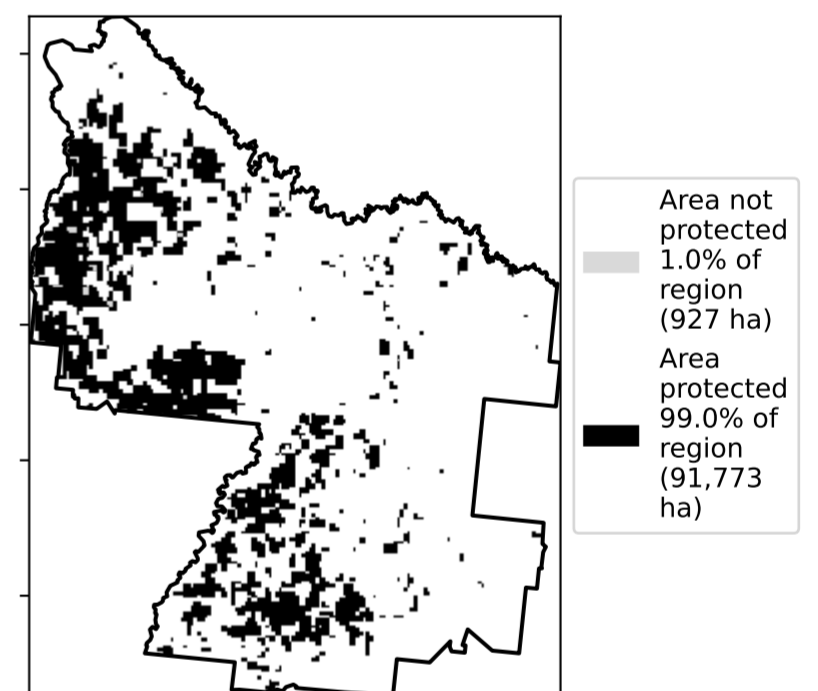 Area not
protected
1.0% of
region
(927 ha)
Area
protected
99.0% of
region
(91,773
ha)